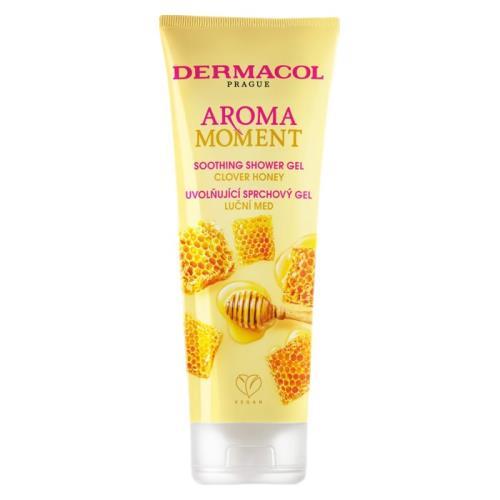 DERMACOL
PRAGUE
AROMA
MOMENT
SOOTHING SHOWER GEL
CLOVER HONEY
UVOLŇUJÍCÍ SPRCHOVÝ GEL
LUČNÍ MED
VEGAN